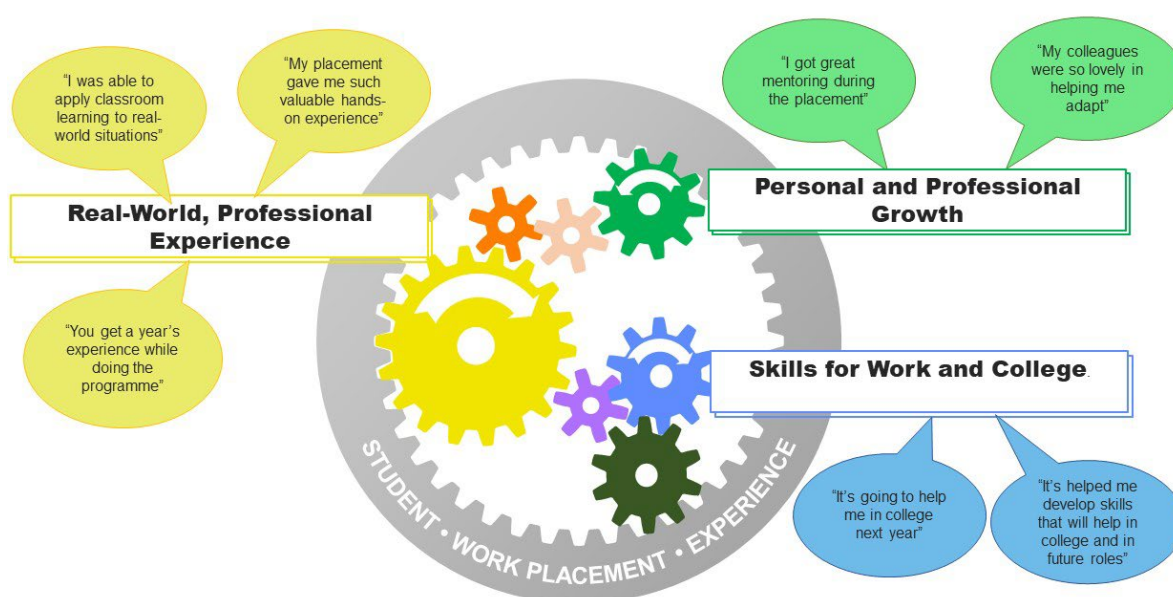 “I was able to
apply classroom
learning to real-
world situations”
“My placement
gave me such
valuable hands-
on experience”
Real-World, Professional
Experience
“You get a year’s
experience while
doing the
programme”
“I got great
mentoring during
the placement”
“My colleagues
were so lovely in
helping me
adapt”
Personal and Professional
Growth
Skills for Work and College.
“It’s going to help
me in college
next year”
“It’s helped me
develop skills
that will help in
college and in
future roles”
STUDENT • WORK PLACEMENT • EXPERIENCE